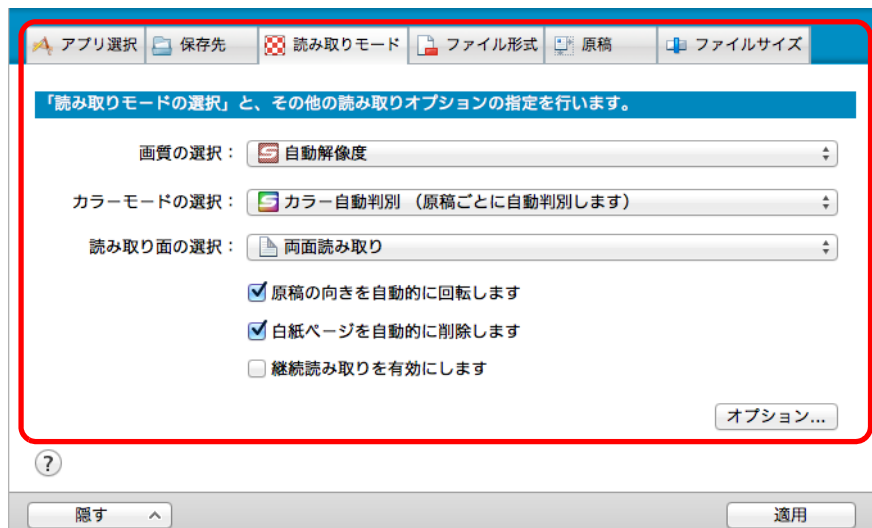 アプリ選択 保存先 読み取りモード ファイル形式 原稿 ファイルサイズ
「読み取りモードの選択」と、その他の読み取りオプションの指定を行います。
画質の選択： 自動解像度
カラーモードの選択： カラー自動判別 （原稿ごとに自動判別します）
読み取り面の選択： 両面読み取り
原稿の向きを自動的に回転します
白紙ページを自動的に削除します
継続読み取りを有効にします
オプション...
?
隠す 適用